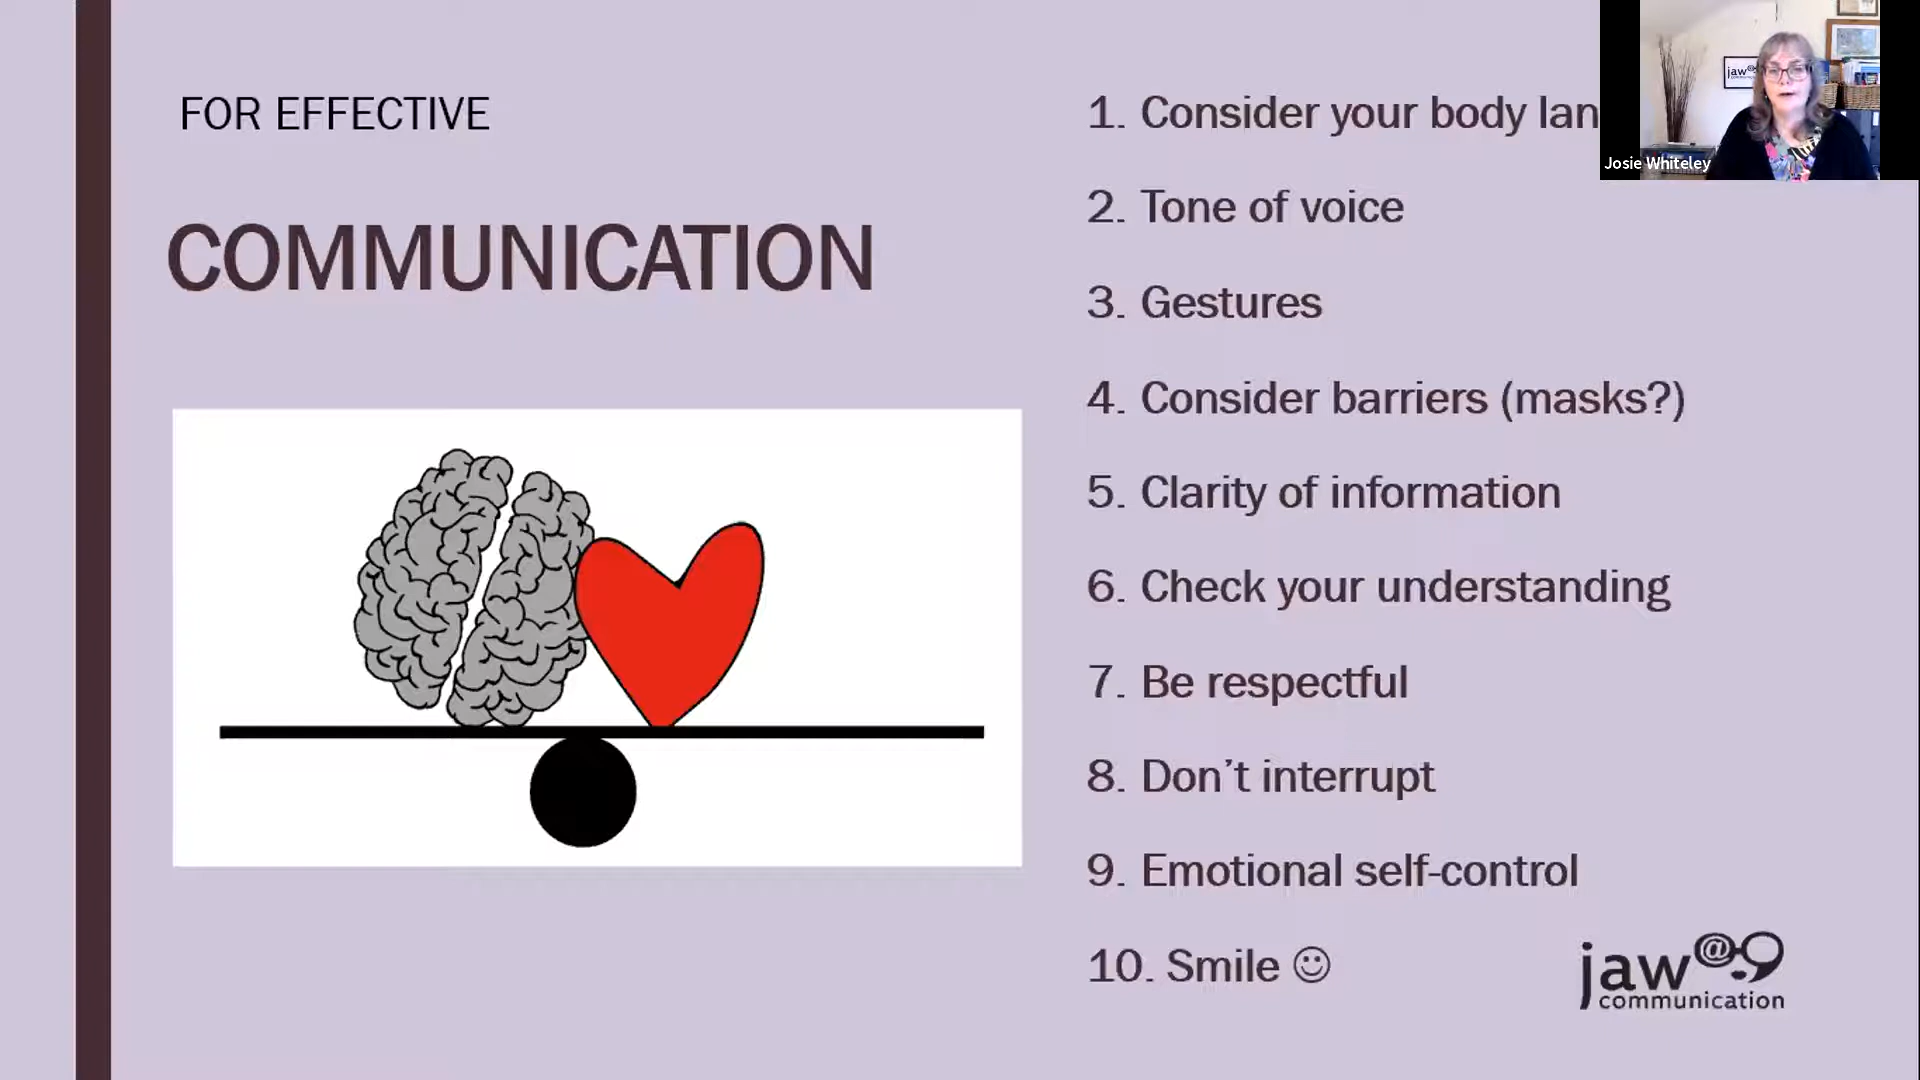 FOR EFFECTIVE
COMMUNICATION
1. Consider your body lan
2. Tone of voice
3. Gestures
4. Consider barriers (masks?)
5. Clarity of information
6. Check your understanding
7. Be respectful
8. Don’t interrupt
9. Emotional self-control
10. Smile ☺
jaw
Josie Whiteley
jaw@9
communication